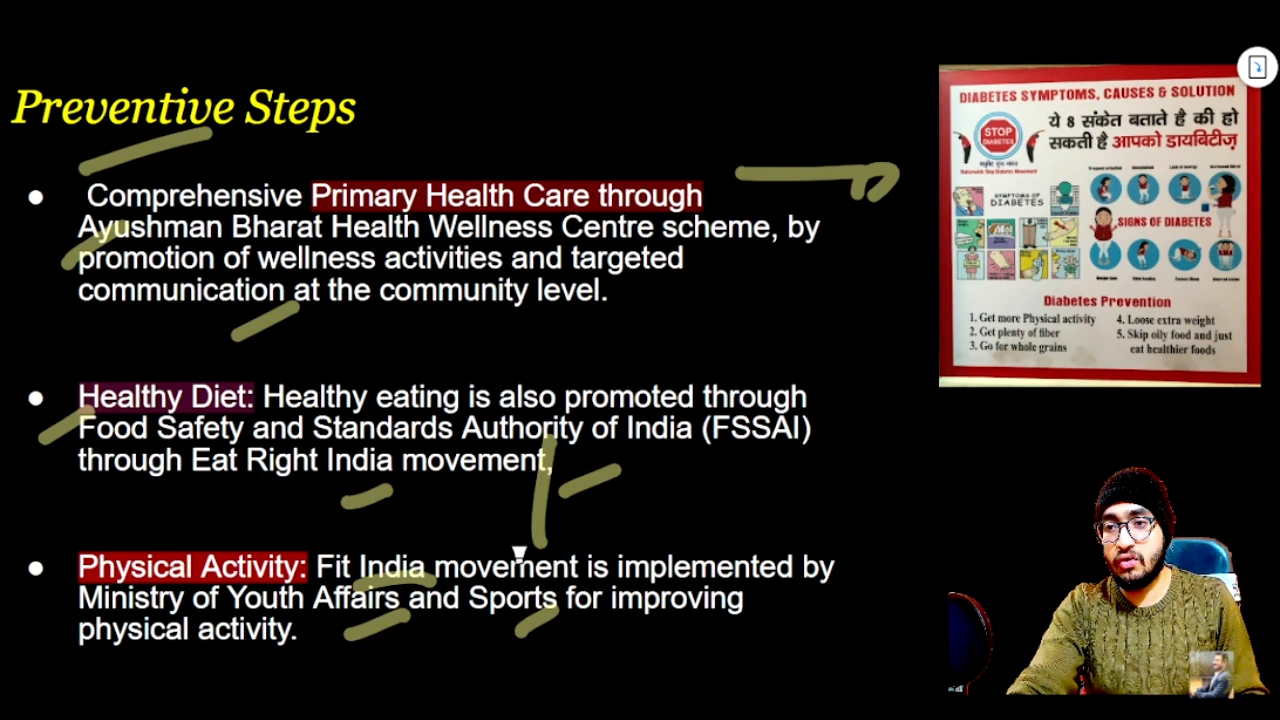 Preventive Steps
● Comprehensive Primary Health Care through
Ayushman Bharat Health Wellness Centre scheme, by
promotion of wellness activities and targeted
communication at the community level.
● Healthy Diet: Healthy eating is also promoted through
Food Safety and Standards Authority of India (FSSAI)
through Eat Right India movement,
● Physical Activity: Fit India movement is implemented by
Ministry of Youth Affairs and Sports for improving
physical activity.
DIABETES SYMPTOMS, CAUSES & SOLUTION
ये 8 संकेत बताते है की हो
सकती है आपको डायबिटीज़
STOP
DIABETES
Nationwide Stop Diabetes Movement
SYMPTOMS OF
DIABETES
SIGNS OF DIABETES
Diabetes Prevention
1. Get more Physical activity
2. Get plenty of fiber
3. Go for whole grains
4. Loose extra weight
5. Skip oily food and just
eat healthier foods